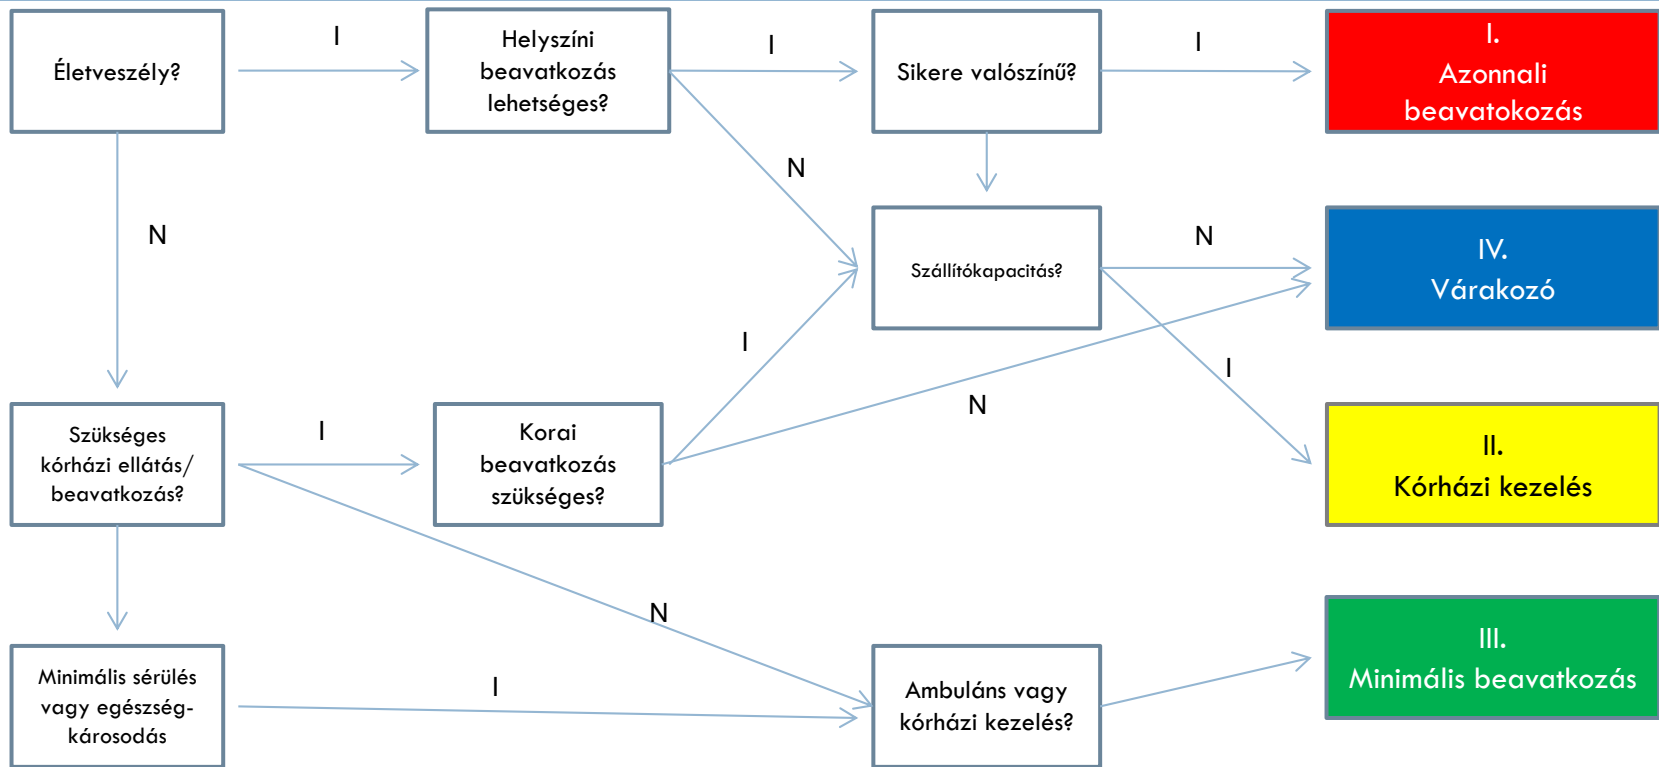 Életveszély?
I
Helyszíni
beavatkozás
lehetséges?
I
Sikere valószínű?
I
I.
Azonnali
beavatokozás
N
N
Szállítókapacitás?
N
IV.
Várakozó
I
I
N
Szükséges
kórházi ellátás/
beavatkozás?
I
Korai
beavatkozás
szükséges?
II.
Kórházi kezelés
N
Minimális sérülés
vagy egészség-
károsodás
I
Ambuláns vagy
kórházi kezelés?
III.
Minimális beavatkozás